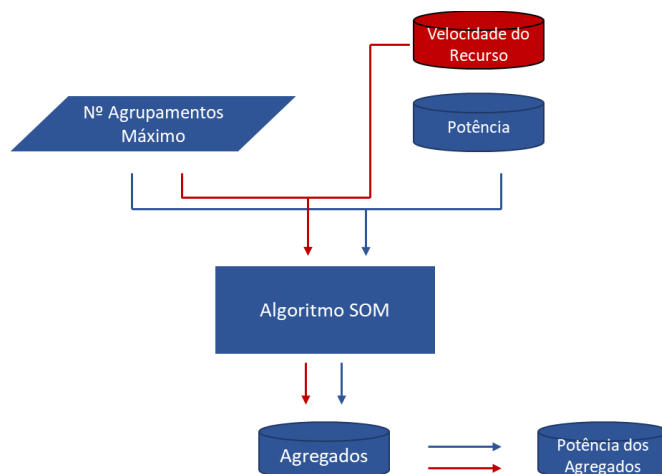 Velocidade do
Recurso
Nº Agrupamentos
Máximo
Potência
Algoritmo SOM
Agregados
Potência dos
Agregados